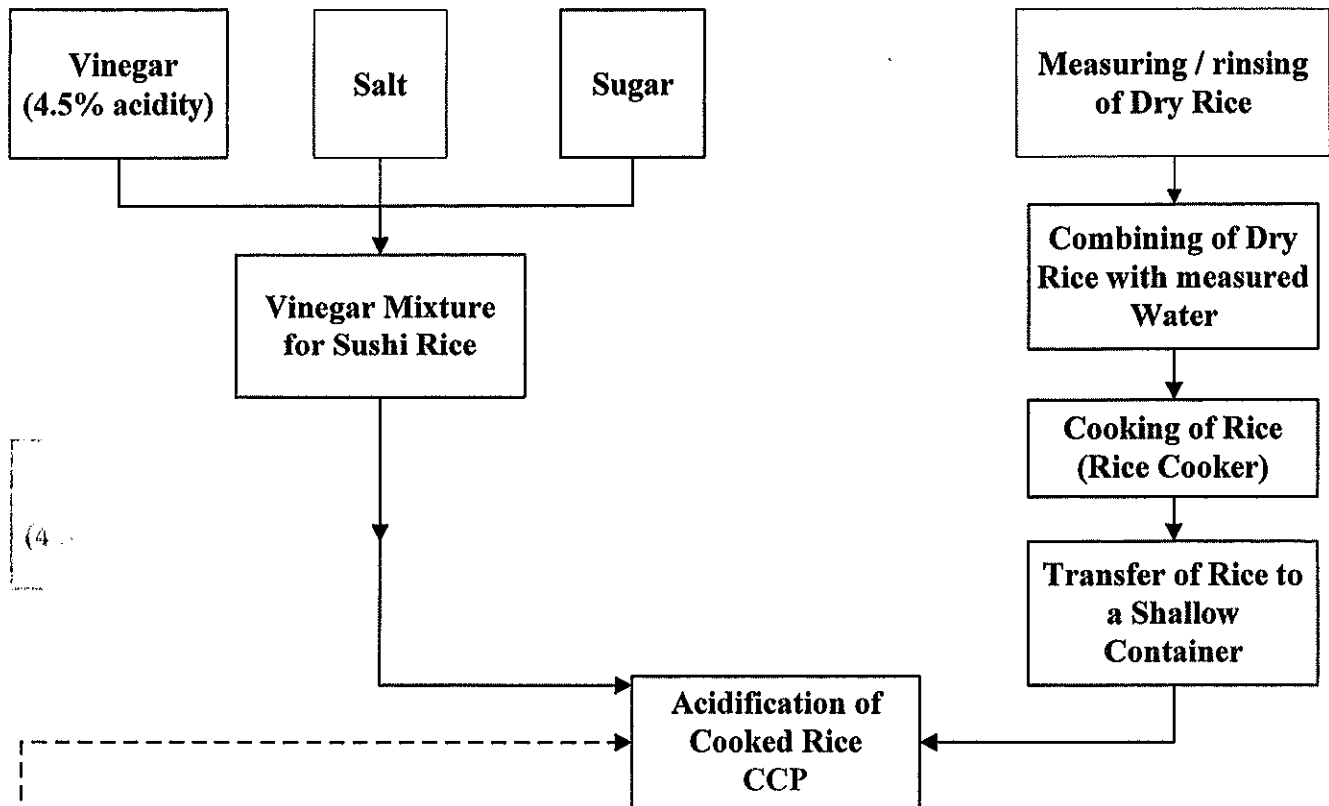 Vinegar
(4.5% acidity)
Salt
Sugar
Vinegar Mixture
for Sushi Rice
(4
Measuring / rinsing
of Dry Rice
Combining of Dry
Rice with measured
Water
Cooking of Rice
(Rice Cooker)
Transfer of Rice to
a Shallow
Container
Acidification of
Cooked Rice
CCP